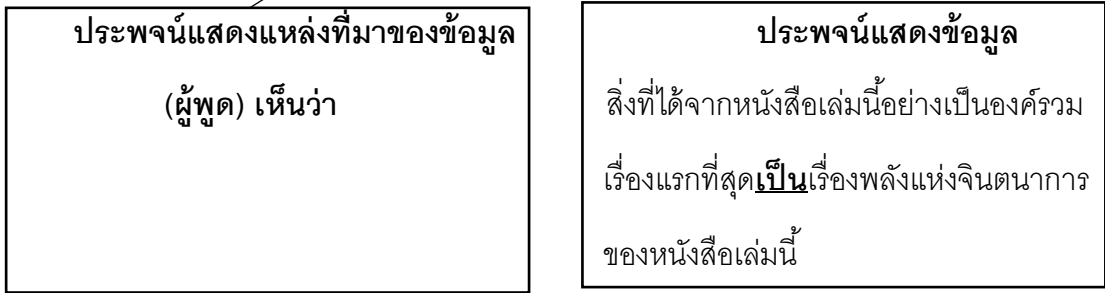 ประพจน์แสดงแหล่งที่มาของข้อมูล
(ผู้พูด) เห็นว่า
ประพจน์แสดงข้อมูล
สิ่งที่ได้จากหนังสือเล่มนี้อย่างเป็นองค์รวม
เรื่องแรกที่สุดเป็นเรื่องพลังแห่งจินตนาการ
ของหนังสือเล่มนี้